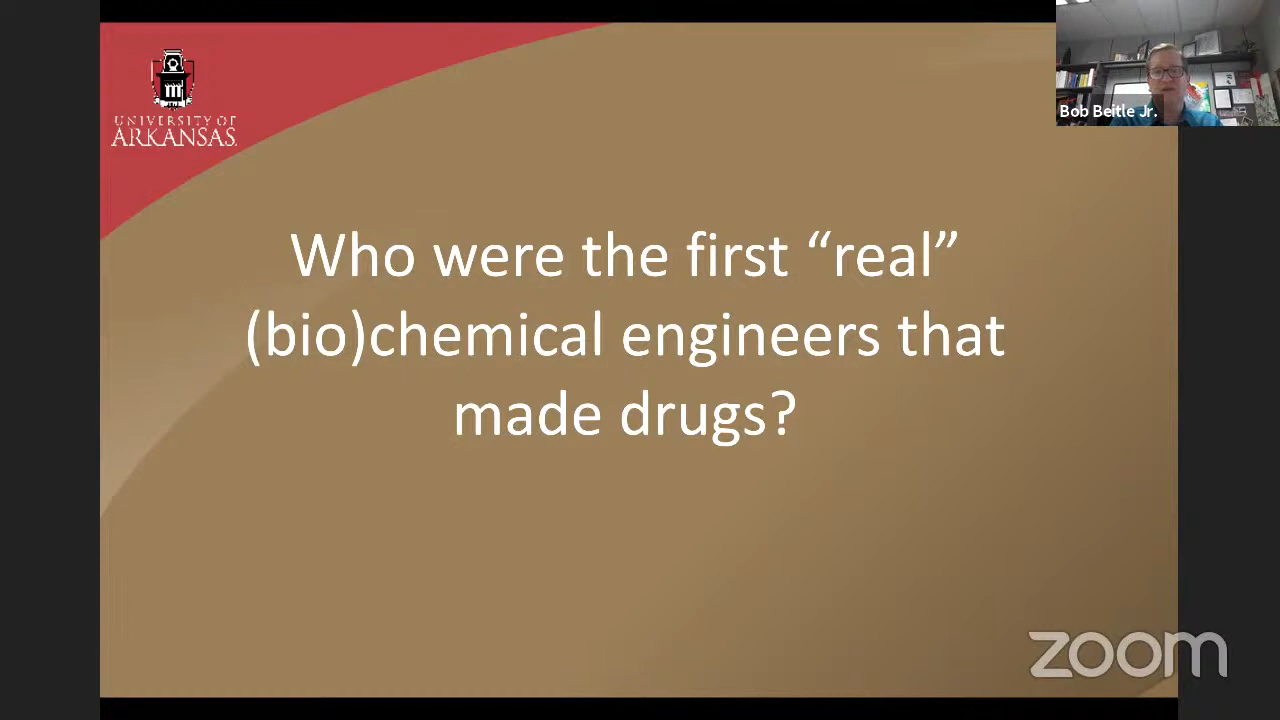 UNIVERSITY OF
ARKANSAS.
Bob Beitle Jr.
Who were the first “real”
(bio)chemical engineers that
made drugs?
zoom